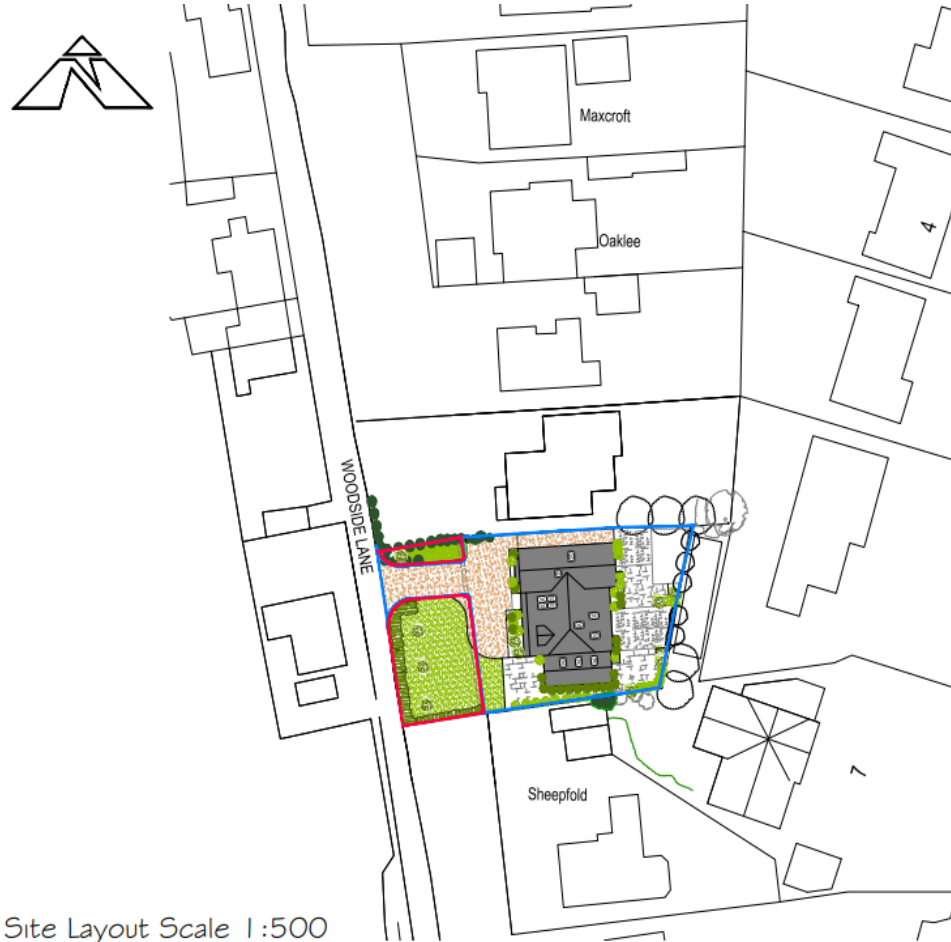 N
Maxcroft
4
Oaklee
WOODSIDE LANE
7
Sheepfold
Site Layout Scale 1:500